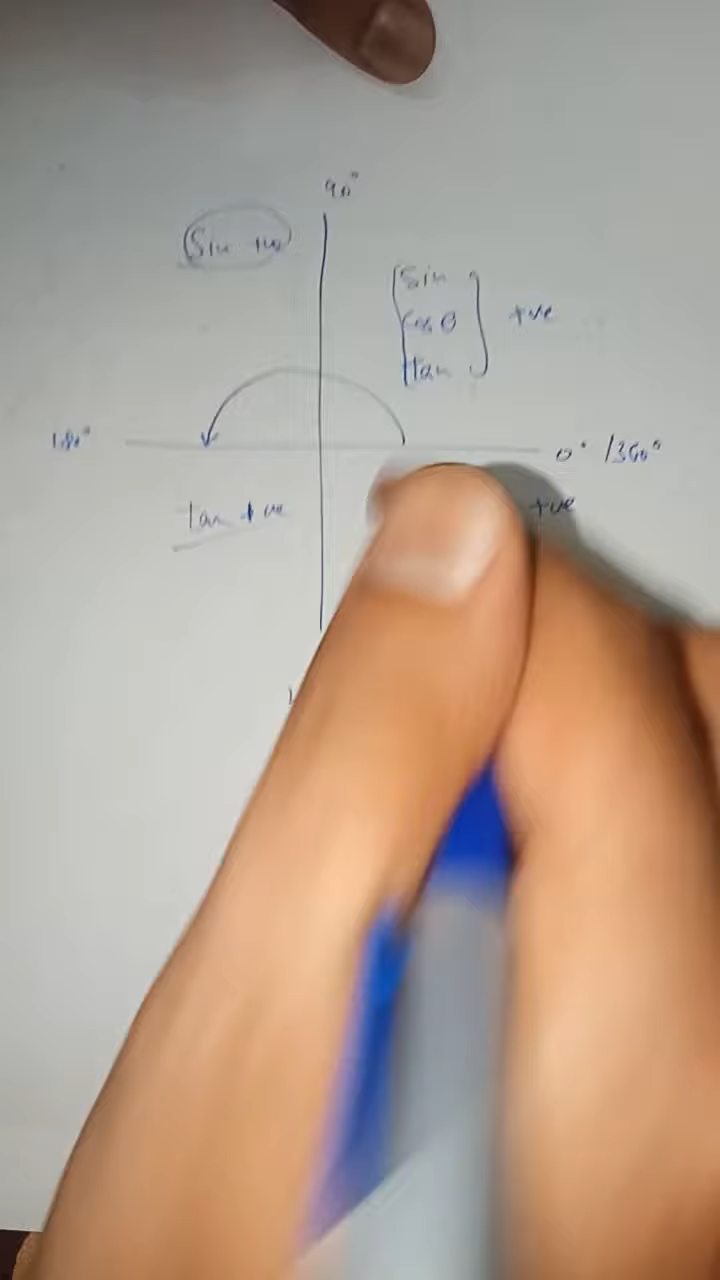 90°
Sin +ve
Sin
cos θ
tan
+ve
180°
0° /360°
tan +ve
+ve